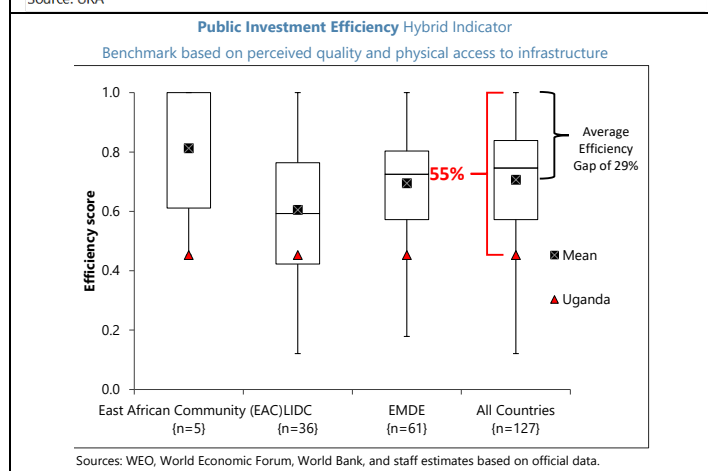 Source: URA
Public Investment Efficiency Hybrid Indicator
Benchmark based on perceived quality and physical access to infrastructure
Efficiency score
1.0
0.8
0.6
0.4
0.2
0.0
55%
Average
Efficiency
Gap of 29%
Mean
Uganda
East African Community (EAC) LIDC EMDE All Countries
{n=5} {n=36} {n=61} {n=127}
Sources: WEO, World Economic Forum, World Bank, and staff estimates based on official data.